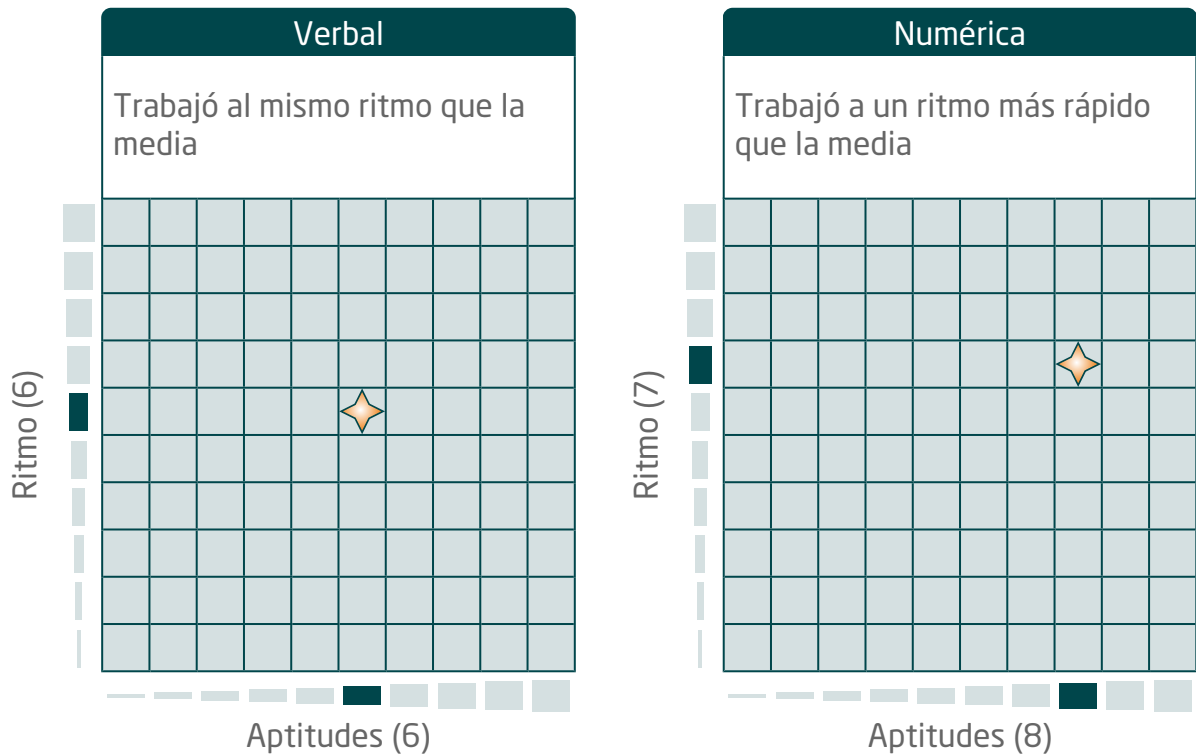 Verbal
Trabajó al mismo ritmo que la
media
Ritmo (6)
Aptitudes (6)
Numérica
Trabajó a un ritmo más rápido
que la media
Ritmo (7)
Aptitudes (8)